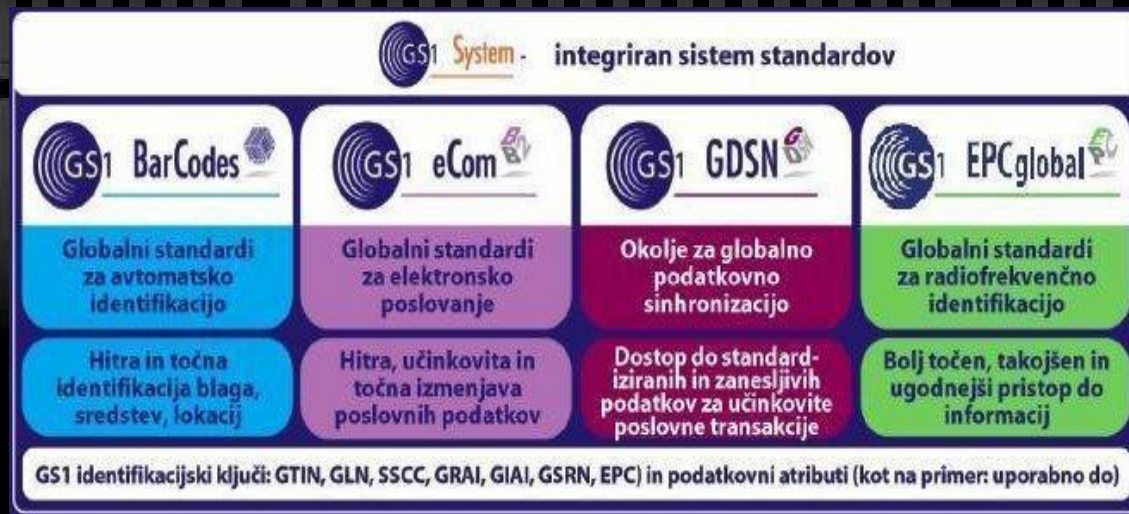 GS1 System - integriran sistem standardov
GS1 BarCodes
Globalni standardi
za avtomatsko
identifikacijo
Hitra in točna
identifikacija blaga,
sredstev, lokacij
GS1 eCom
B2B
Globalni standardi
za elektronsko
poslovanje
Hitra, učinkovita in
točna izmenjava
poslovnih podatkov
GS1 GDSN
Okolje za globalno
podatkovno
sinhronizacijo
Dostop do standard-
iziranih in zanesljivih
podatkov za učinkovite
poslovne transakcije
GS1 EPCglobal
EPC
Globalni standardi
za radiofrekvenčno
identifikacijo
Bolj točen, takojšen in
ugodnejši pristop do
informacij
GS1 identifikacijski ključi: GTIN, GLN, SSCC, GRAI, GIAI, GSRN, EPC) in podatkovni atributi (kot na primer: uporabno do)